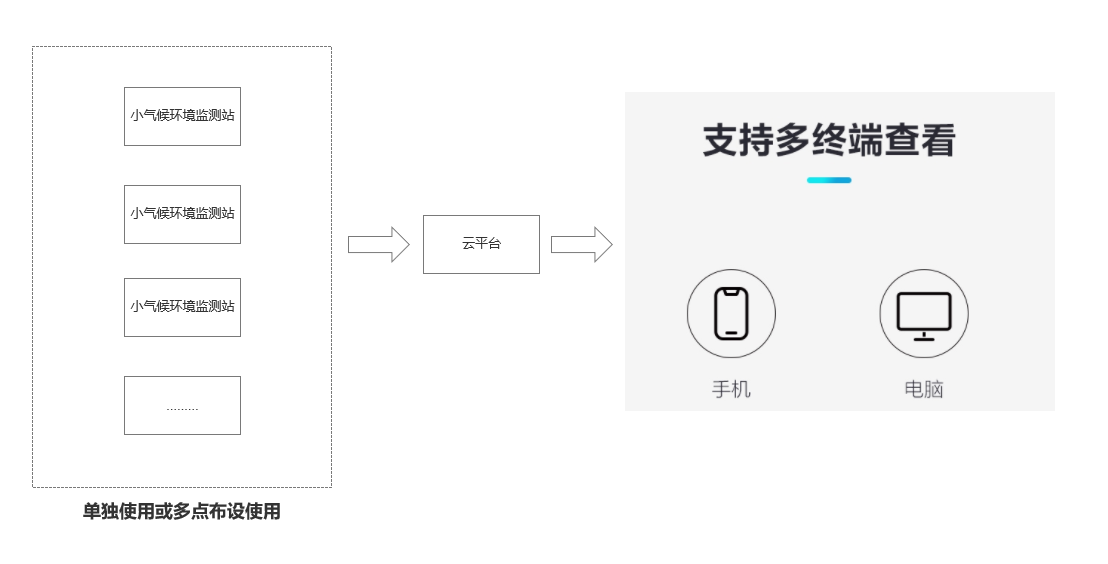 小气候环境监测站
小气候环境监测站
小气候环境监测站
.........
单独使用或多点布设使用
云平台
支持多终端查看
手机
电脑